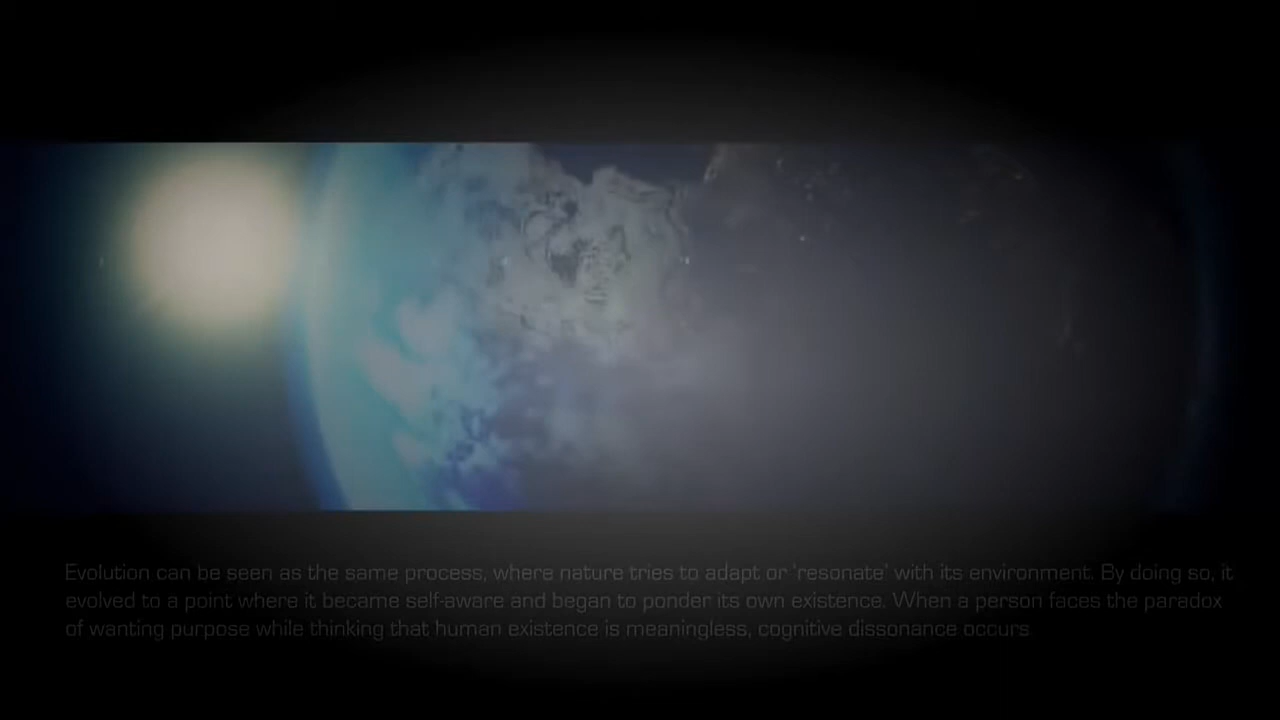 Evolution can be seen as the same process, where nature tries to adapt or 'resonate' with its environment. By doing so, it
evolved to a point where it became self-aware and began to ponder its own existence. When a person faces the paradox
of wanting purpose while thinking that human existence is meaningless, cognitive dissonance occurs